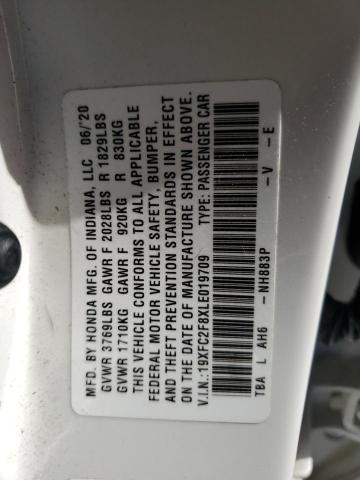 MFD. BY HONDA MFG. OF INDIANA, LLC 06/'20
GVWR 3769LBS GAWR F 2028LBS R 1829LBS
GVWR 1710KG GAWR F 920KG R 830KG
THIS VEHICLE CONFORMS TO ALL APPLICABLE
FEDERAL MOTOR VEHICLE SAFETY, BUMPER,
AND THEFT PREVENTION STANDARDS IN EFFECT
ON THE DATE OF MANUFACTURE SHOWN ABOVE.
V.I.N.:19XFC2F8XLE019709 TYPE: PASSENGER CAR
TBA L AH6 -NH883P -V -E